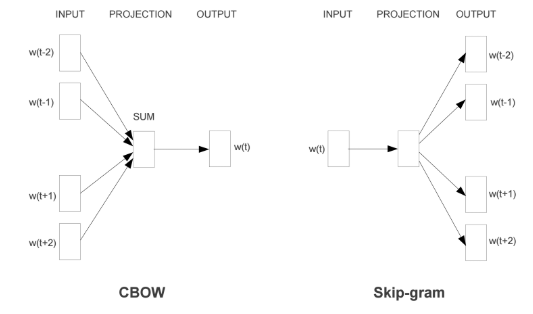 INPUT PROJECTION OUTPUT
w(t-2)
w(t-1)
SUM
w(t)
w(t+1)
w(t+2)
CBOW
INPUT PROJECTION OUTPUT
w(t-2)
w(t-1)
w(t)
w(t+1)
w(t+2)
Skip-gram